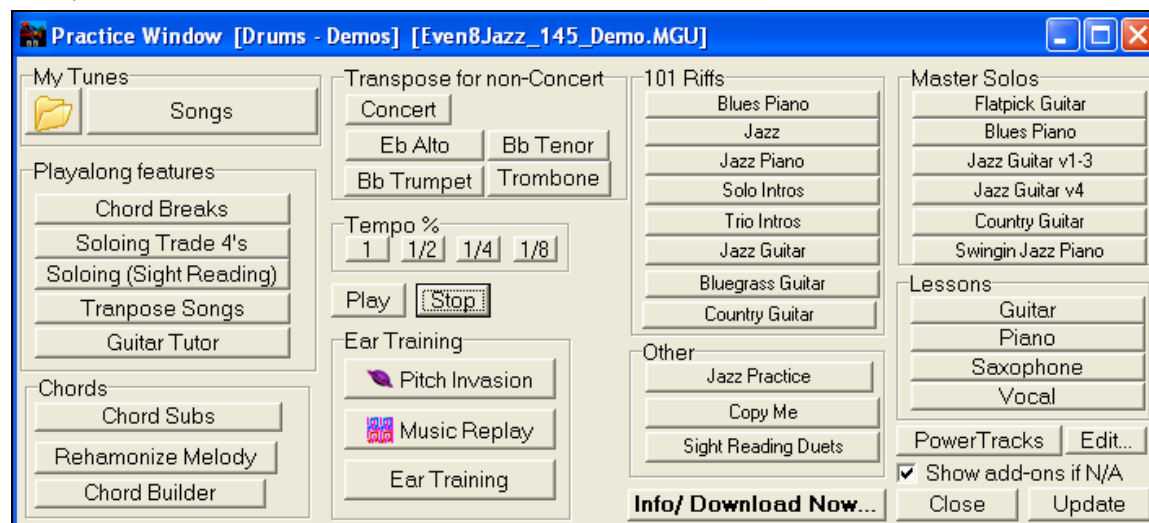 Practice Window [Drums - Demos] [Even8Jazz_145_Demo.MGU]
My Tunes
Songs
Playalong features
Chord Breaks
Soloing Trade 4's
Soloing (Sight Reading)
Tranpose Songs
Guitar Tutor
Chords
Chord Subs
Rehamonize Melody
Chord Builder
Transpose for non-Concert
Concert
Eb Alto
Bb Tenor
Bb Trumpet
Trombone
Tempo %
1 1/2 1/4 1/8
Play Stop
Ear Training
Pitch Invasion
Music Replay
Ear Training
101 Riffs
Blues Piano
Jazz
Jazz Piano
Solo Intros
Trio Intros
Jazz Guitar
Bluegrass Guitar
Country Guitar
Other
Jazz Practice
Copy Me
Sight Reading Duets
Info/ Download Now...
Master Solos
Flatpick Guitar
Blues Piano
Jazz Guitar v1-3
Jazz Guitar v4
Country Guitar
Swingin Jazz Piano
Lessons
Guitar
Piano
Saxophone
Vocal
PowerTracks Edit...
Show add-ons if N/A
Close Update